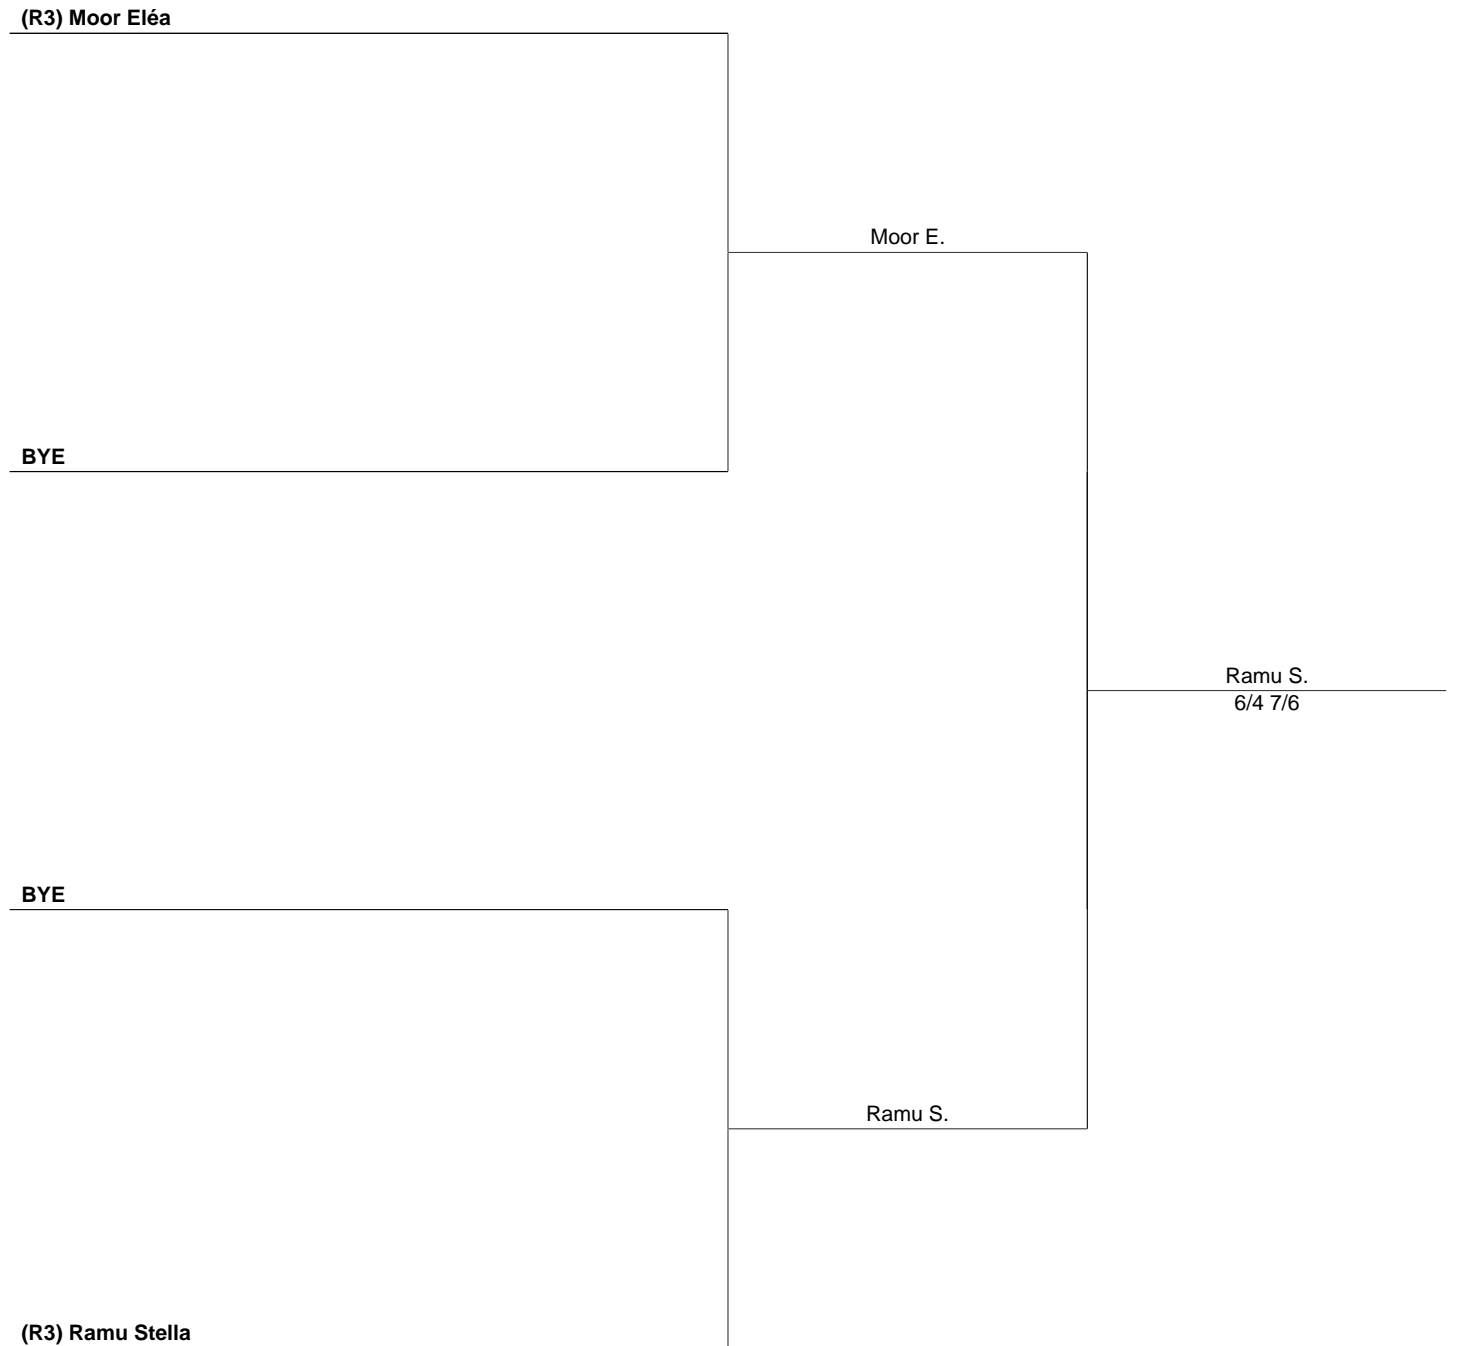 (R3) Moor Eléa
Moor E.
BYE
Ramu S.
6/4 7/6
BYE
Ramu S.
(R3) Ramu Stella